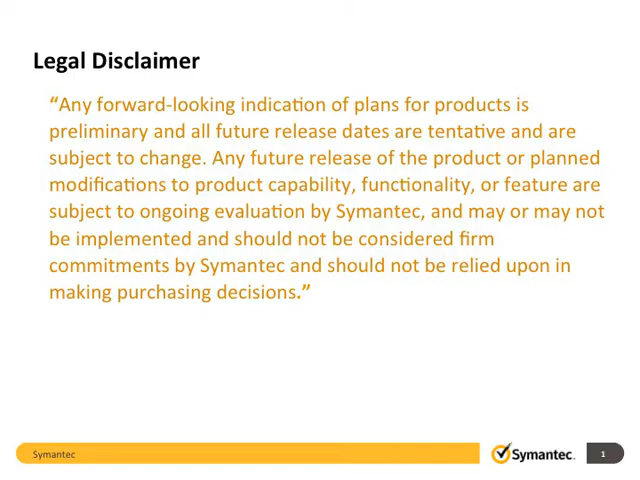 Legal Disclaimer
“Any forward-looking indication of plans for products is
preliminary and all future release dates are tentative and are
subject to change. Any future release of the product or planned
modifications to product capability, functionality, or feature are
subject to ongoing evaluation by Symantec, and may or may not
be implemented and should not be considered firm
commitments by Symantec and should not be relied upon in
making purchasing decisions.”
Symantec
Symantec.
1